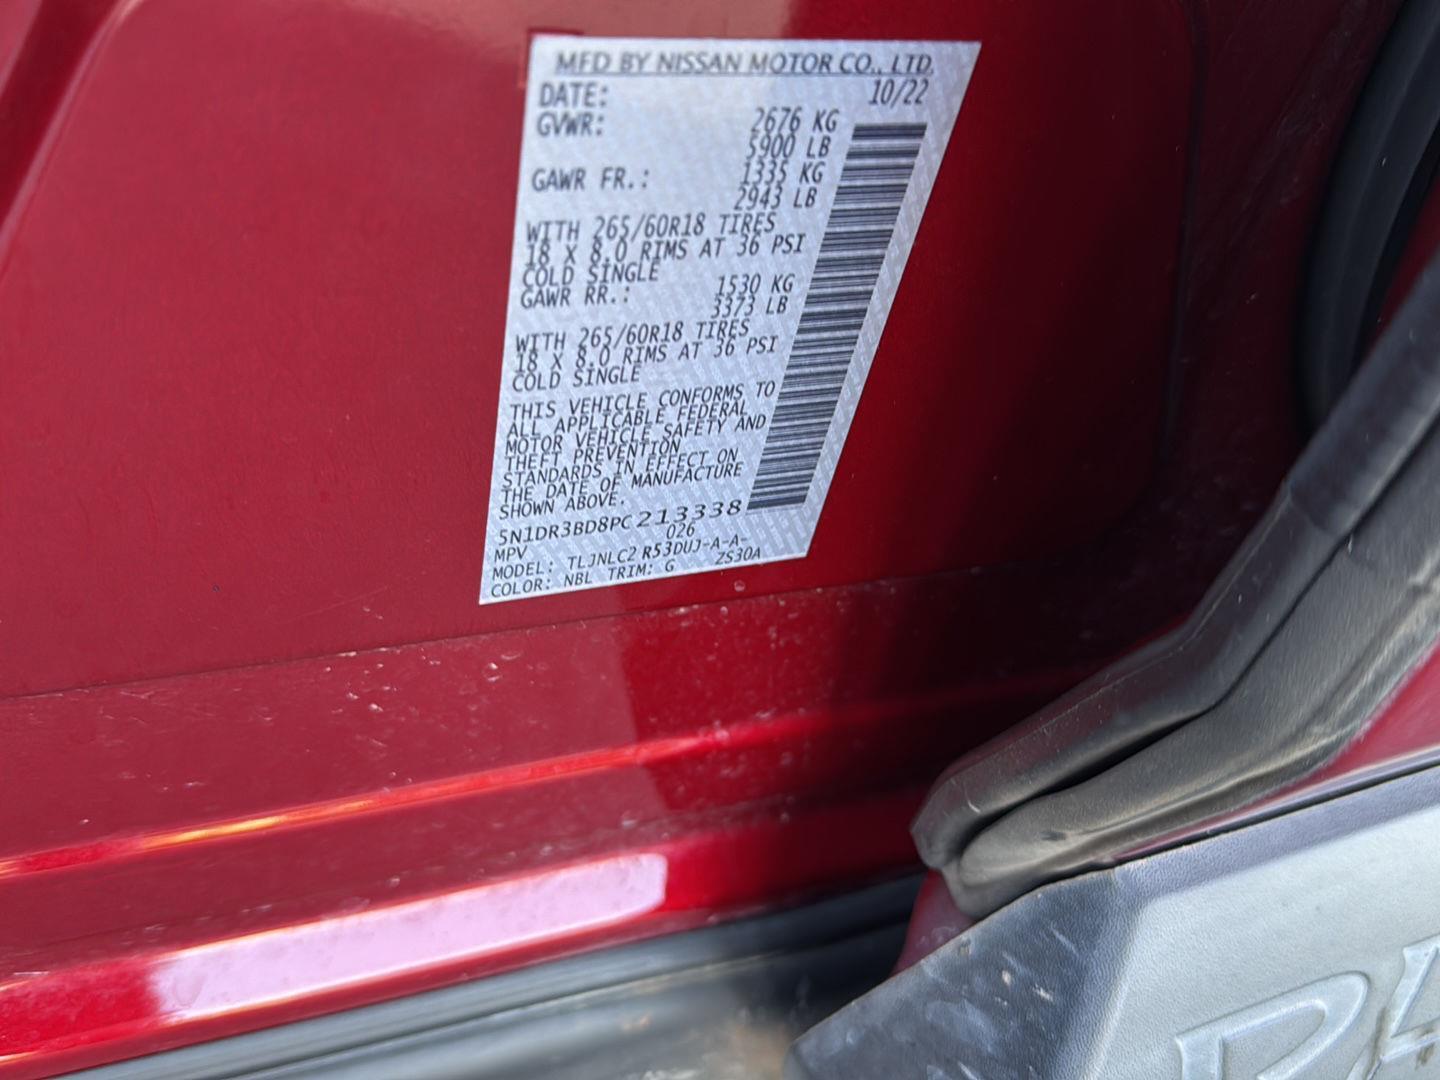 MFD BY NISSAN MOTOR CO., LTD.
DATE: 10/22
GVWR: 2676 KG
5900 LB
GAWR FR.: 1335 KG
2943 LB
WITH 265/60R18 TIRES
18 X 8.0 RIMS AT 36 PSI
COLD SINGLE
GAWR RR.: 1530 KG
3373 LB
WITH 265/60R18 TIRES
18 X 8.0 RIMS AT 36 PSI
COLD SINGLE
THIS VEHICLE CONFORMS TO
ALL APPLICABLE FEDERAL
MOTOR VEHICLE SAFETY AND
THEFT PREVENTION
STANDARDS IN EFFECT ON
THE DATE OF MANUFACTURE
SHOWN ABOVE.
5N1DR3BD8PC213338
MPV 026
MODEL: TLJNLC2 R53DUJ-A-A-
COLOR: NBL TRIM: G ZS30A